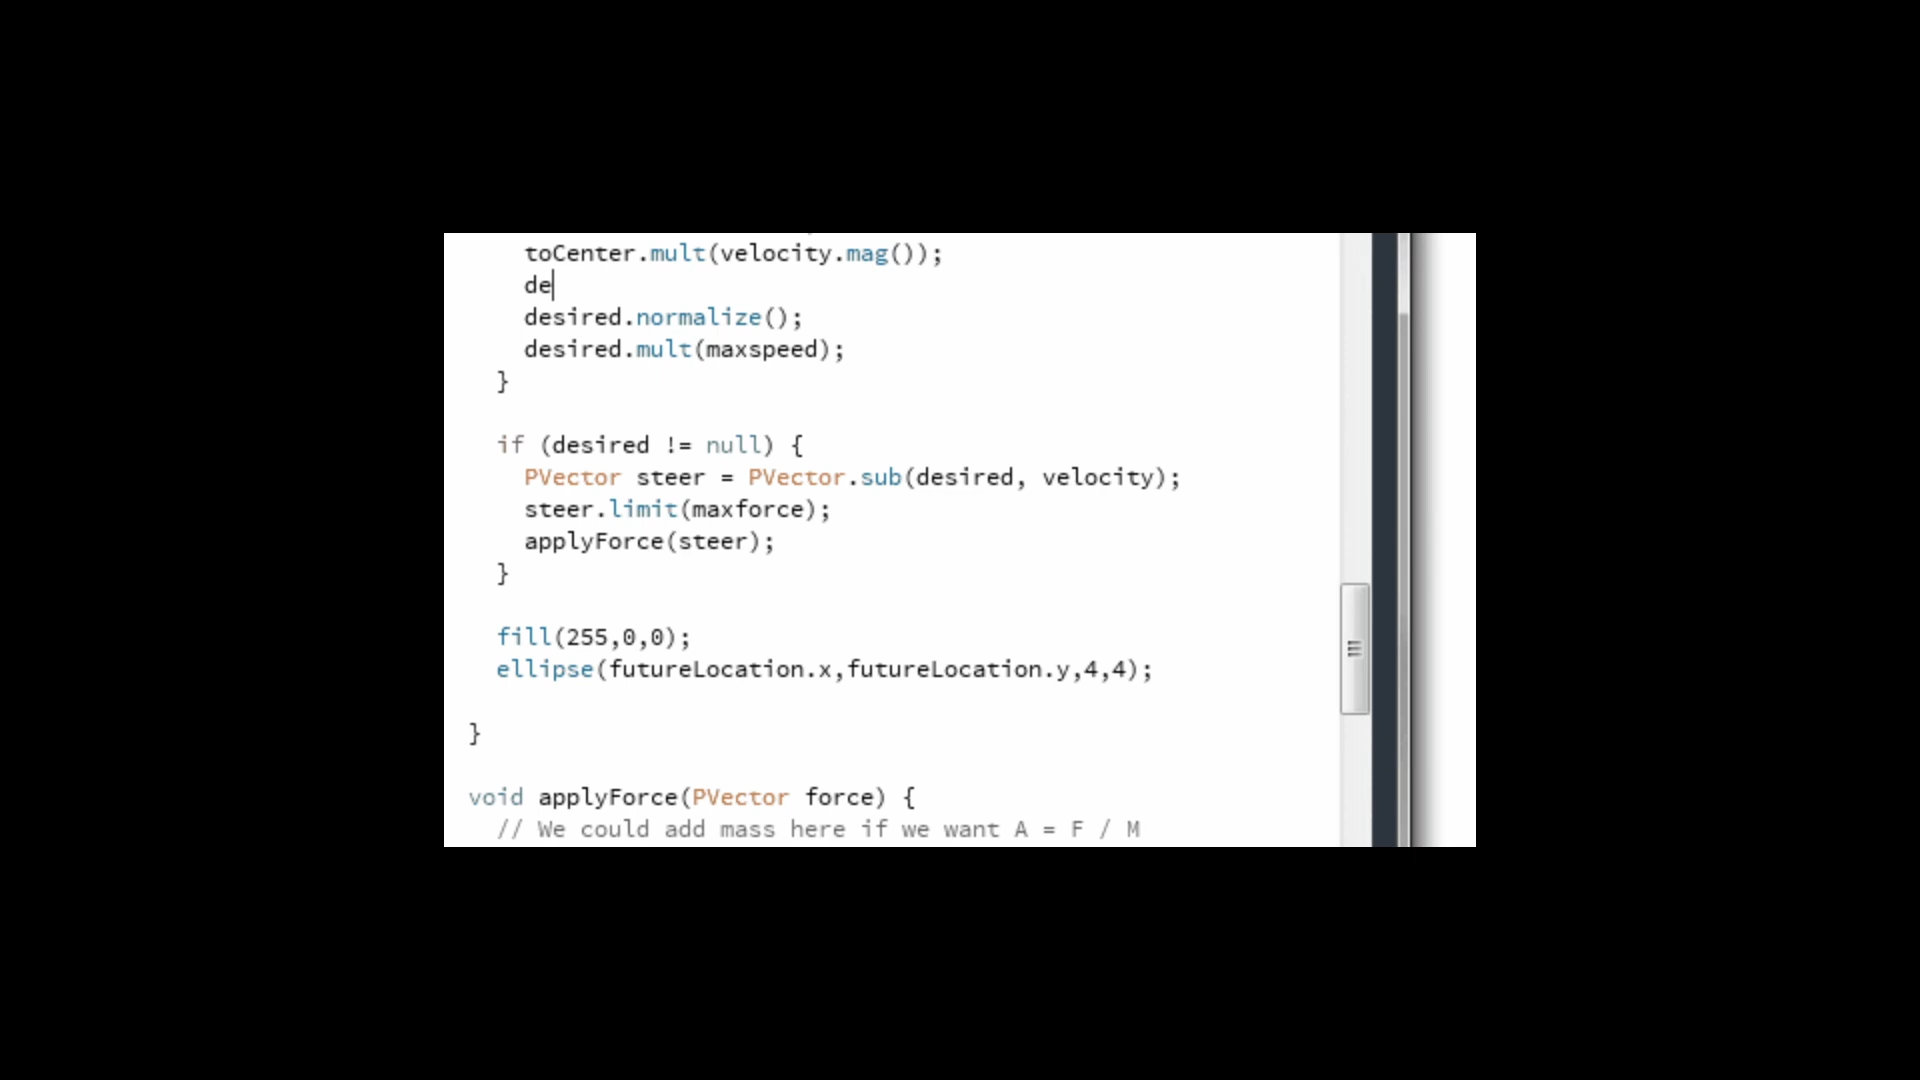 toCenter.mult(velocity.mag());
de
desired.normalize();
desired.mult(maxspeed);
}
if (desired != null) {
PVector steer = PVector.sub(desired, velocity);
steer.limit(maxforce);
applyForce(steer);
}
fill(255,0,0);
ellipse(futureLocation.x,futureLocation.y,4,4);
}
void applyForce(PVector force) {
// We could add mass here if we want A = F / M